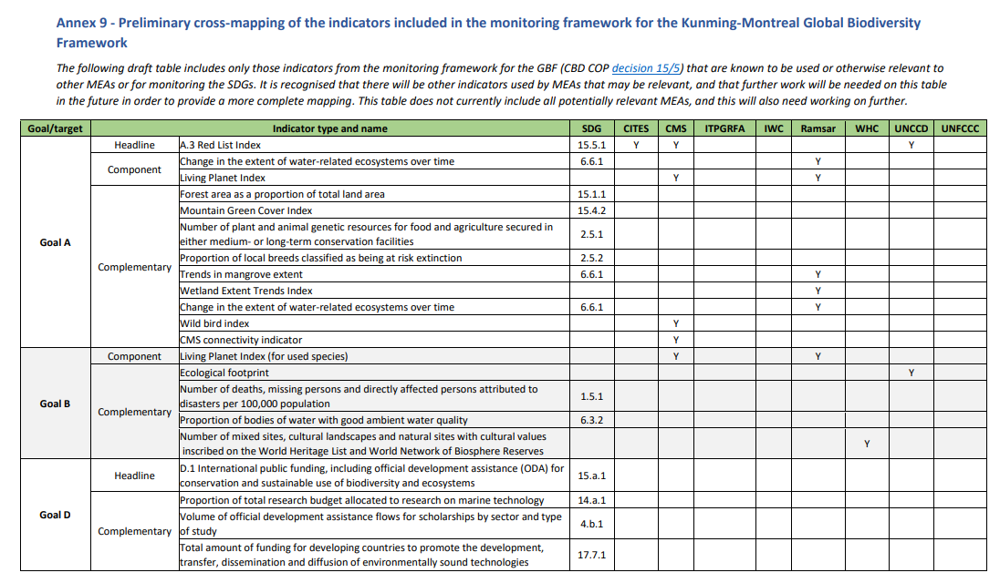 Annex 9 - Preliminary cross-mapping of the indicators included in the monitoring framework for the Kunming-Montreal Global Biodiversity
Framework
The following draft table includes only those indicators from the monitoring framework for the GBF (CBD COP decision 15/5) that are known to be used or otherwise relevant to
other MEAs or for monitoring the SDGs. It is recognised that there will be other indicators used by MEAs that may be relevant, and that further work will be needed on this table
in the future in order to provide a more complete mapping. This table does not currently include all potentially relevant MEAs, and this will also need working on further.
Goal/target Indicator type and name SDG CITES CMS ITPGRFA IWC Ramsar WHC UNCCD UNFCCC
Goal A
Headline A.3 Red List Index 15.5.1 Y Y Y
Component
Change in the extent of water-related ecosystems over time 6.6.1 Y
Living Planet Index Y Y
Complementary
Forest area as a proportion of total land area 15.1.1
Mountain Green Cover Index 15.4.2
Number of plant and animal genetic resources for food and agriculture secured in
either medium- or long-term conservation facilities 2.5.1
Proportion of local breeds classified as being at risk extinction 2.5.2
Trends in mangrove extent 6.6.1 Y
Wetland Extent Trends Index Y
Change in the extent of water-related ecosystems over time 6.6.1 Y
Wild bird index Y
CMS connectivity indicator Y
Goal B
Component Living Planet Index (for used species) Y Y
Complementary
Ecological footprint Y
Number of deaths, missing persons and directly affected persons attributed to
disasters per 100,000 population 1.5.1
Proportion of bodies of water with good ambient water quality 6.3.2
Number of mixed sites, cultural landscapes and natural sites with cultural values
inscribed on the World Heritage List and World Network of Biosphere Reserves Y
Goal D
Headline
D.1 International public funding, including official development assistance (ODA) for
conservation and sustainable use of biodiversity and ecosystems 15.a.1
Complementary
Proportion of total research budget allocated to research on marine technology 14.a.1
Volume of official development assistance flows for scholarships by sector and type
of study 4.b.1
Total amount of funding for developing countries to promote the development,
transfer, dissemination and diffusion of environmentally sound technologies 17.7.1